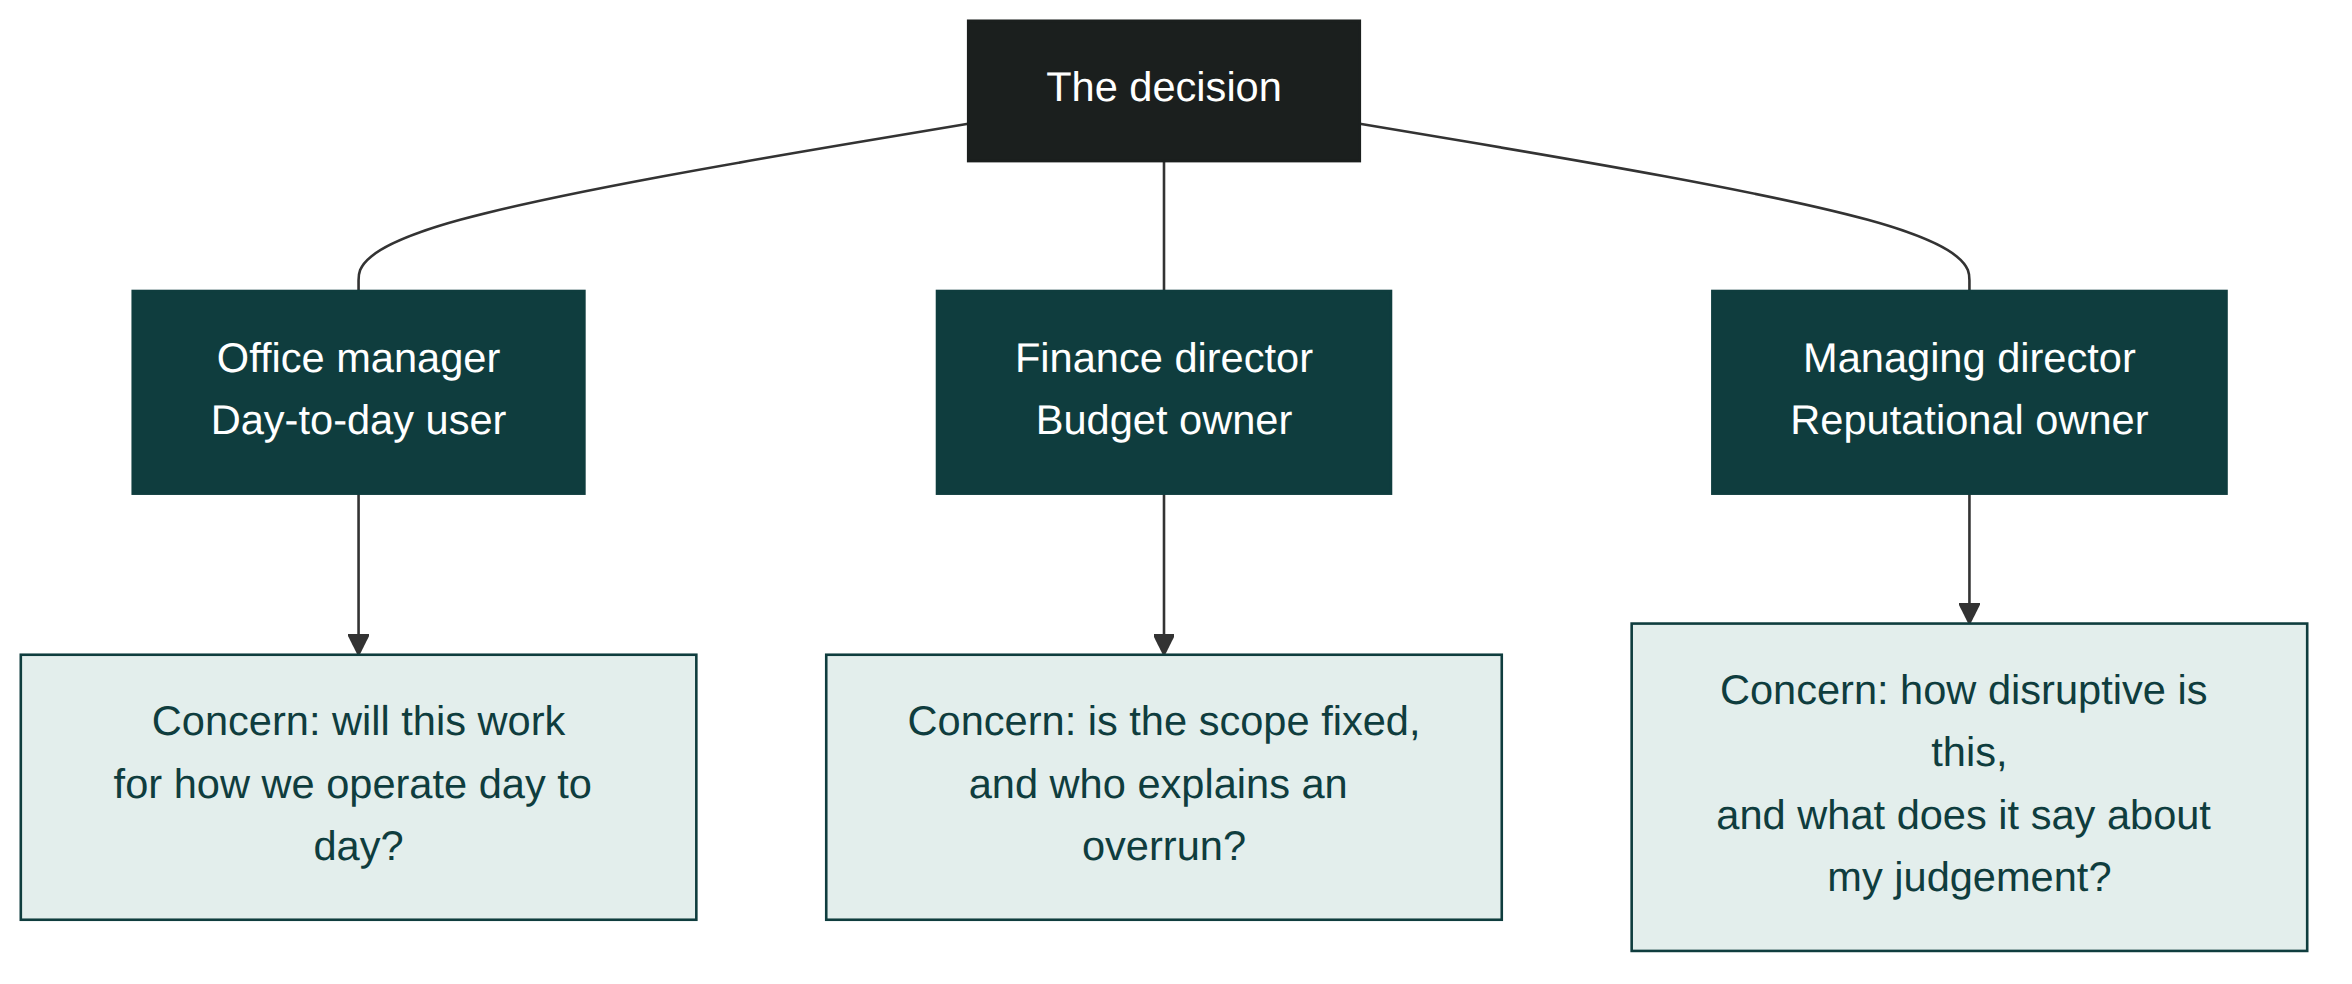 The decision
Office manager
Day-to-day user
Finance director
Budget owner
Managing director
Reputational owner
Concern: will this work
for how we operate day to
day?
Concern: is the scope fixed,
and who explains an
overrun?
Concern: how disruptive is
this,
and what does it say about
my judgement?